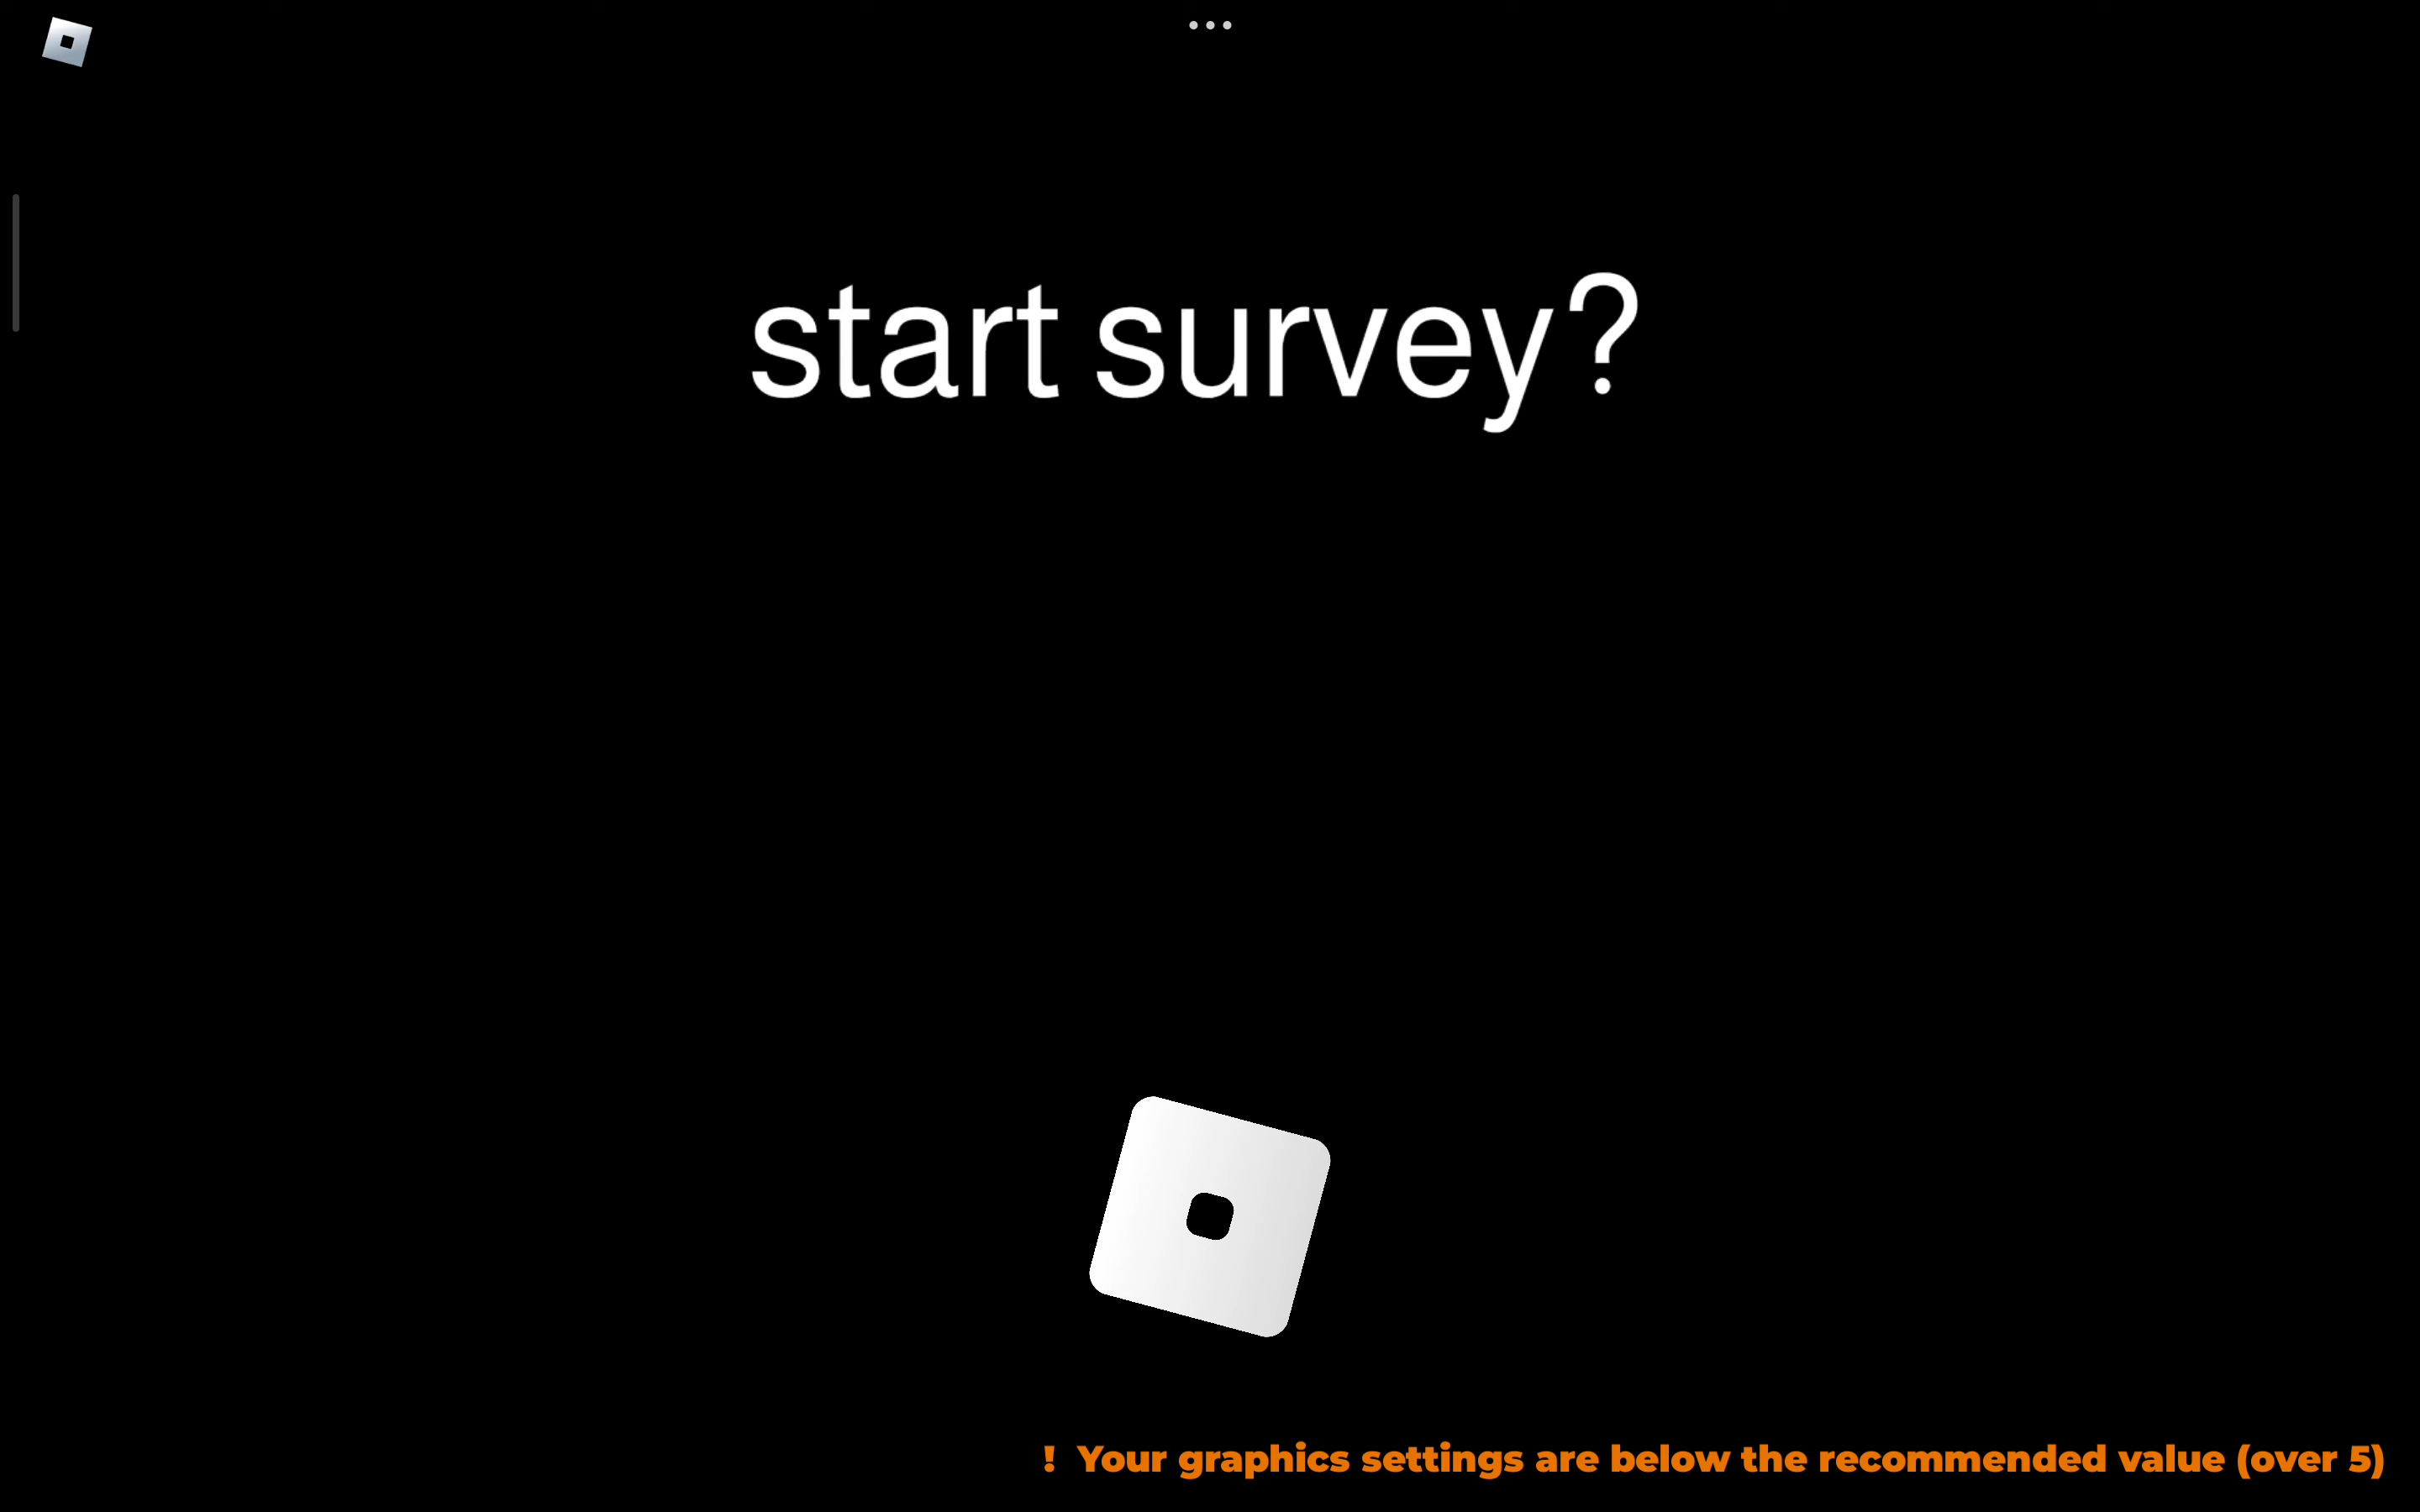 start survey?
! Your graphics settings are below the recommended value (over 5)